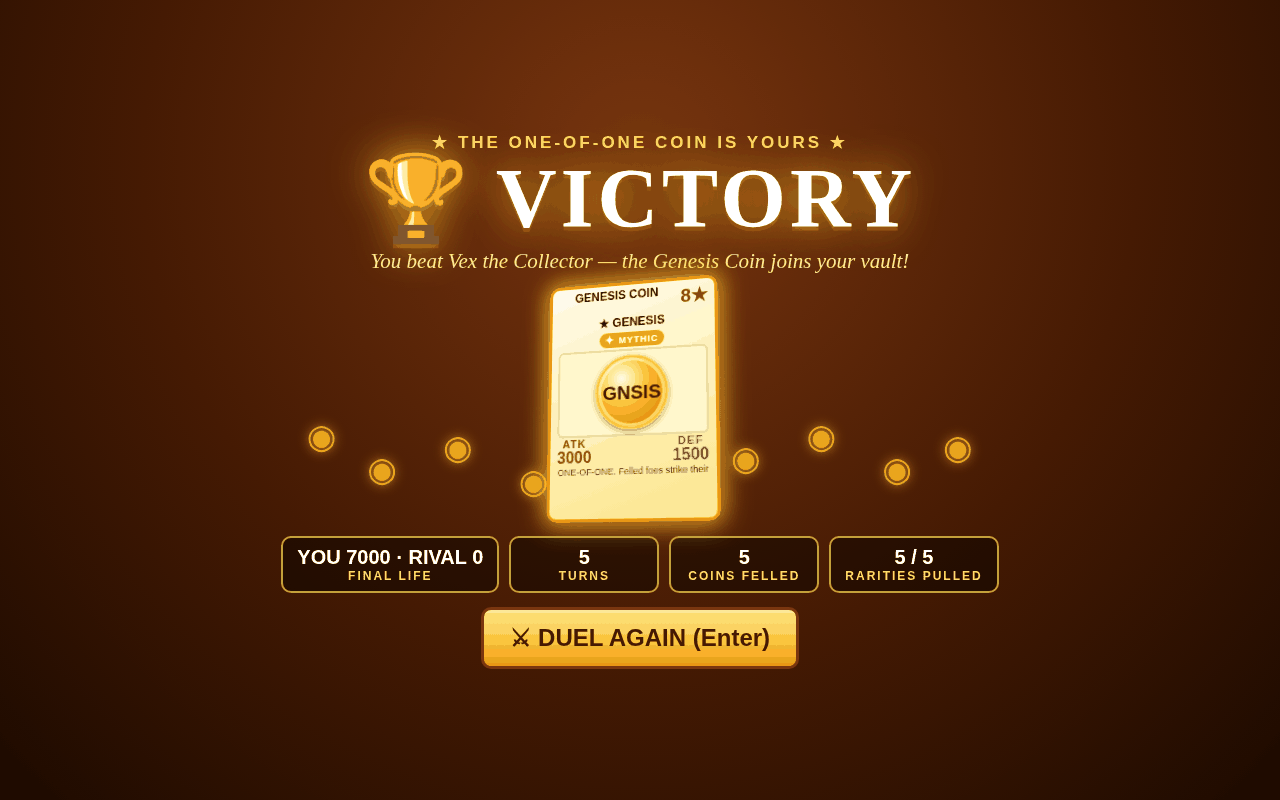 ★ THE ONE-OF-ONE COIN IS YOURS ★
VICTORY
You beat Vex the Collector — the Genesis Coin joins your vault!
GENESIS COIN 8★
★ GENESIS
✦ MYTHIC
GNSIS
ATK DEF
3000 1500
ONE-OF-ONE. Felled foes strike their
YOU 7000 · RIVAL 0
FINAL LIFE
5
TURNS
5
COINS FELLED
5 / 5
RARITIES PULLED
⚔ DUEL AGAIN (Enter)